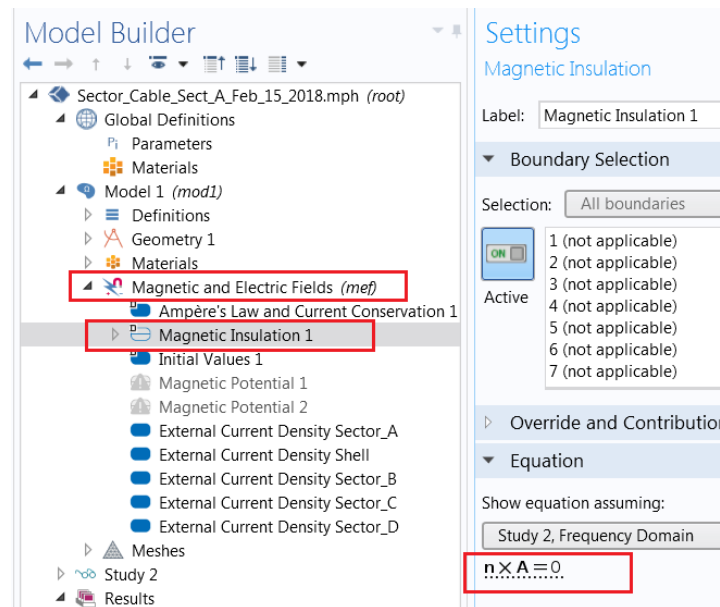 Model Builder
Sector_Cable_Sect_A_Feb_15_2018.mph (root)
Global Definitions
Pi Parameters
Materials
Model 1 (mod1)
Definitions
Geometry 1
Materials
Magnetic and Electric Fields (mef)
Ampère's Law and Current Conservation 1
Magnetic Insulation 1
Initial Values 1
Magnetic Potential 1
Magnetic Potential 2
External Current Density Sector_A
External Current Density Shell
External Current Density Sector_B
External Current Density Sector_C
External Current Density Sector_D
Meshes
Study 2
Results
Settings
Magnetic Insulation
Label: Magnetic Insulation 1
Boundary Selection
Selection: All boundaries
ON
Active
1 (not applicable)
2 (not applicable)
3 (not applicable)
4 (not applicable)
5 (not applicable)
6 (not applicable)
7 (not applicable)
Override and Contribution
Equation
Show equation assuming:
Study 2, Frequency Domain
n × A = 0